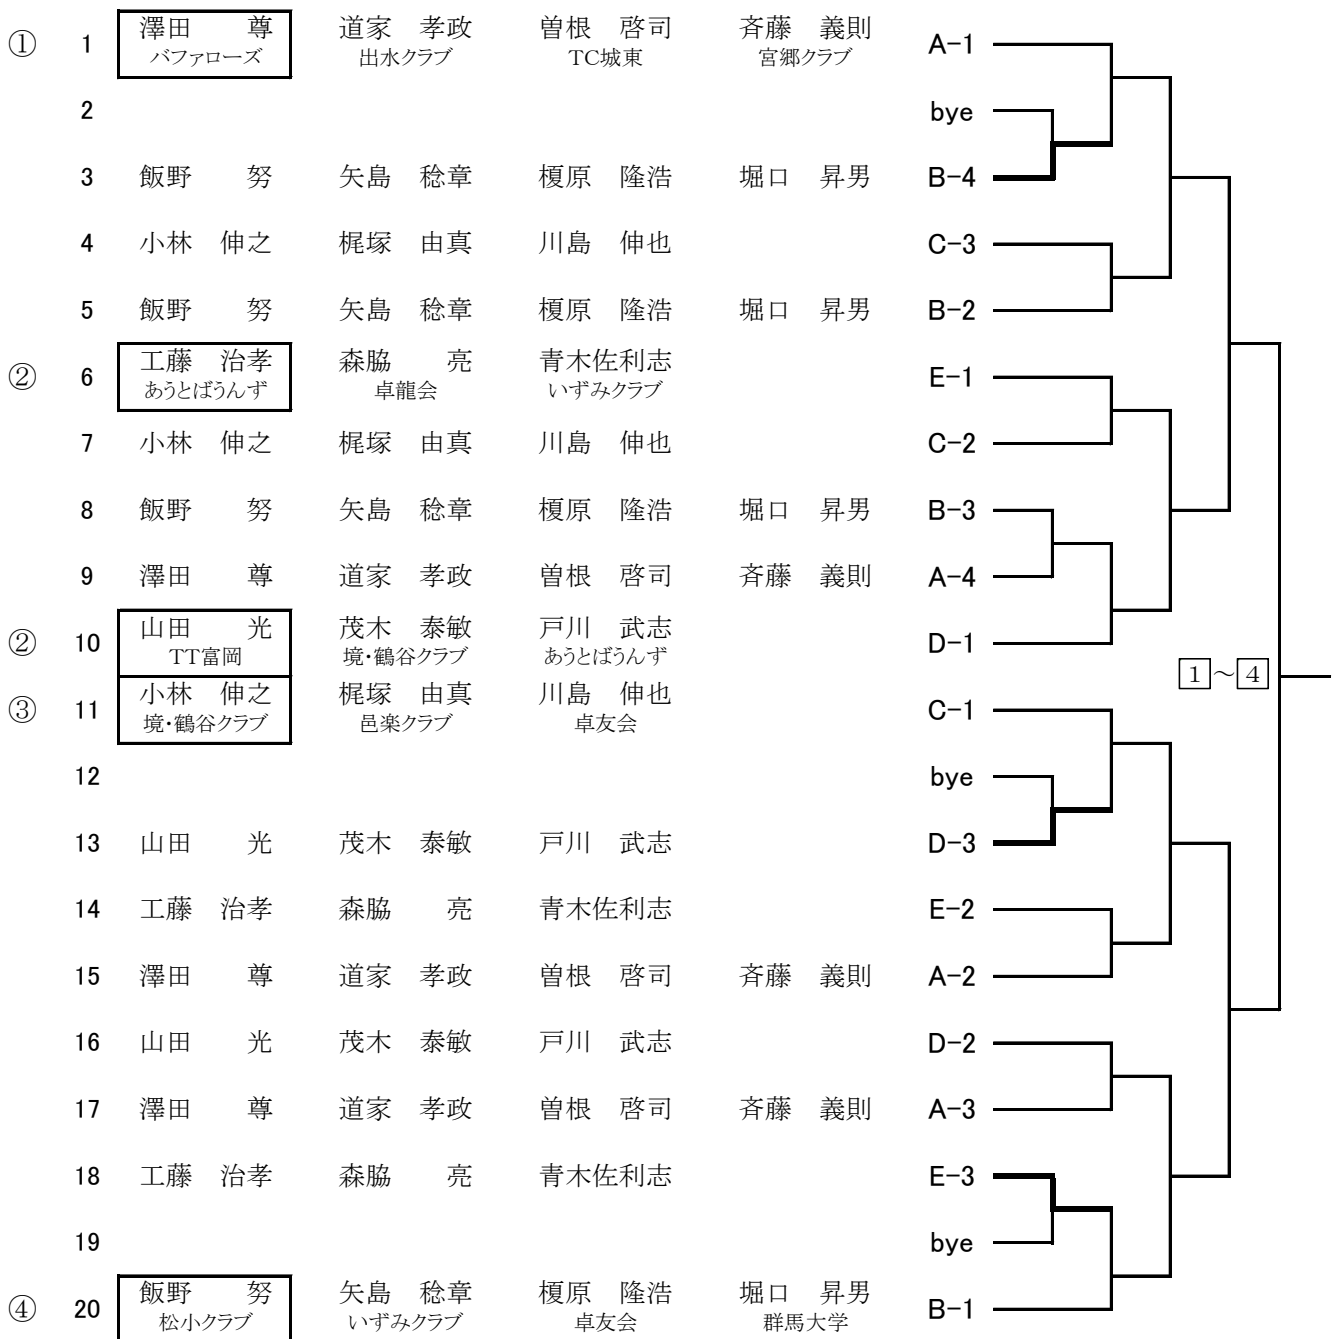 ① 1 澤田 尊 道家 孝政 曽根 啓司 斉藤 義則 A-1
バファローズ 出水クラブ TC城東 宮郷クラブ
2 bye
3 飯野 努 矢島 稔章 榎原 隆浩 堀口 昇男 B-4
4 小林 伸之 梶塚 由真 川島 伸也 C-3
5 飯野 努 矢島 稔章 榎原 隆浩 堀口 昇男 B-2
② 6 工藤 治孝 森脇 亮 青木佐利志 E-1
あうとばうんず 卓龍会 いずみクラブ
7 小林 伸之 梶塚 由真 川島 伸也 C-2
8 飯野 努 矢島 稔章 榎原 隆浩 堀口 昇男 B-3
9 澤田 尊 道家 孝政 曽根 啓司 斉藤 義則 A-4
② 10 山田 光 茂木 泰敏 戸川 武志 D-1
TT富岡 境・鶴谷クラブ あうとばうんず
1～4
③ 11 小林 伸之 梶塚 由真 川島 伸也 C-1
境・鶴谷クラブ 邑楽クラブ 卓友会
12 bye
13 山田 光 茂木 泰敏 戸川 武志 D-3
14 工藤 治孝 森脇 亮 青木佐利志 E-2
15 澤田 尊 道家 孝政 曽根 啓司 斉藤 義則 A-2
16 山田 光 茂木 泰敏 戸川 武志 D-2
17 澤田 尊 道家 孝政 曽根 啓司 斉藤 義則 A-3
18 工藤 治孝 森脇 亮 青木佐利志 E-3
19 bye
④ 20 飯野 努 矢島 稔章 榎原 隆浩 堀口 昇男 B-1
松小クラブ いずみクラブ 卓友会 群馬大学